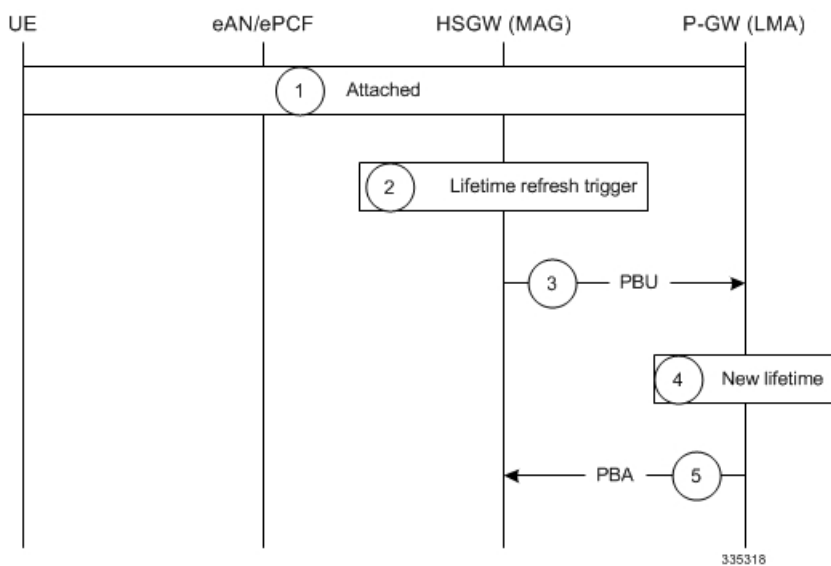 UE eAN/ePCF HSGW (MAG) P-GW (LMA)
1 Attached
2 Lifetime refresh trigger
3 PBU
4 New lifetime
PBA 5
335318